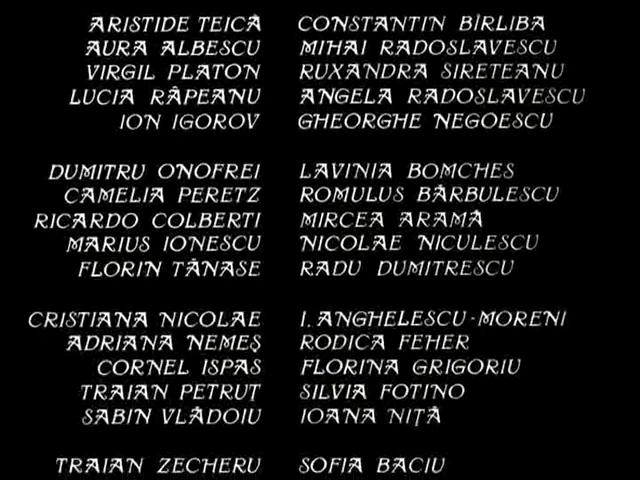 ARISTIDE TEICĂ CONSTANTIN BÎRLIBA
AURA ALBESCU MIHAI RADOSLAVESCU
VIRGIL PLATON RUXANDRA SIRETEANU
LUCIA RÂPEANU ANGELA RADOSLAVESCU
ION IGOROV GHEORGHE NEGOESCU
DUMITRU ONOFREI LAVINIA BOMCHES
CAMELIA PERETZ ROMULUS BĂRBULESCU
RICARDO COLBERTI MIRCEA ARAMĂ
MARIUS IONESCU NICOLAE NICULESCU
FLORIN TĂNASE RADU DUMITRESCU
CRISTIANA NICOLAE I. ANGHELESCU-MORENI
ADRIANA NEMEȘ RODICA FEHER
CORNEL ISPAS FLORINA GRIGORIU
TRAIAN PETRUȚ SILVIA FOTINO
SABIN VLĂDOIU IOANA NIȚĂ
TRAIAN ZECHERU SOFIA BACIU